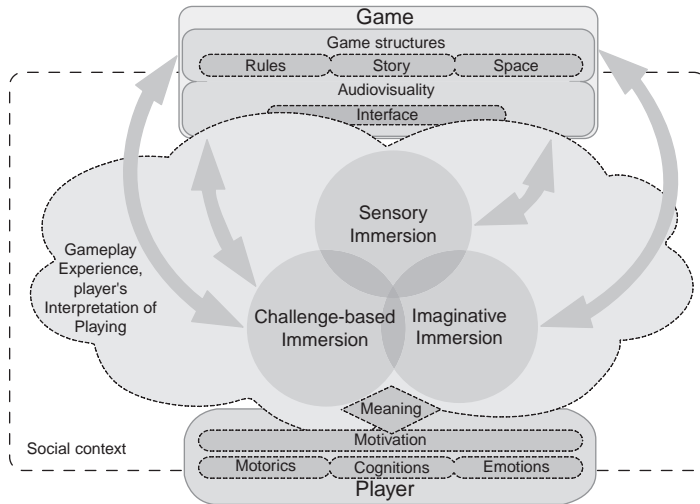 Game
Game structures
Rules Story Space
Audiovisuality
Interface
Sensory
Immersion
Gameplay
Experience,
player's
Interpretation of
Playing
Challenge-based
Immersion
Imaginative
Immersion
Meaning
Social context
Motivation
Motorics Cognitions Emotions
Player